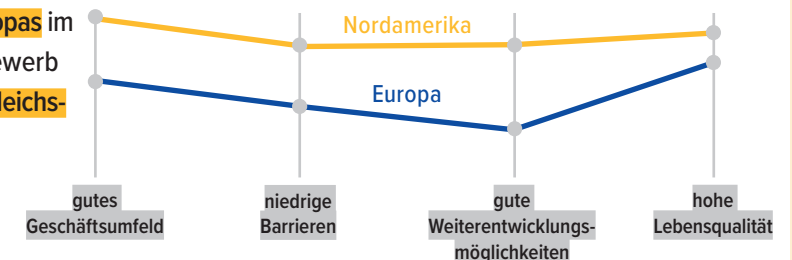 opas im
ewerb
leichs-
Nordamerika
Europa
gutes
Geschäftsumfeld
niedrige
Barrieren
gute
Weiterentwicklungs-
möglichkeiten
hohe
Lebensqualität